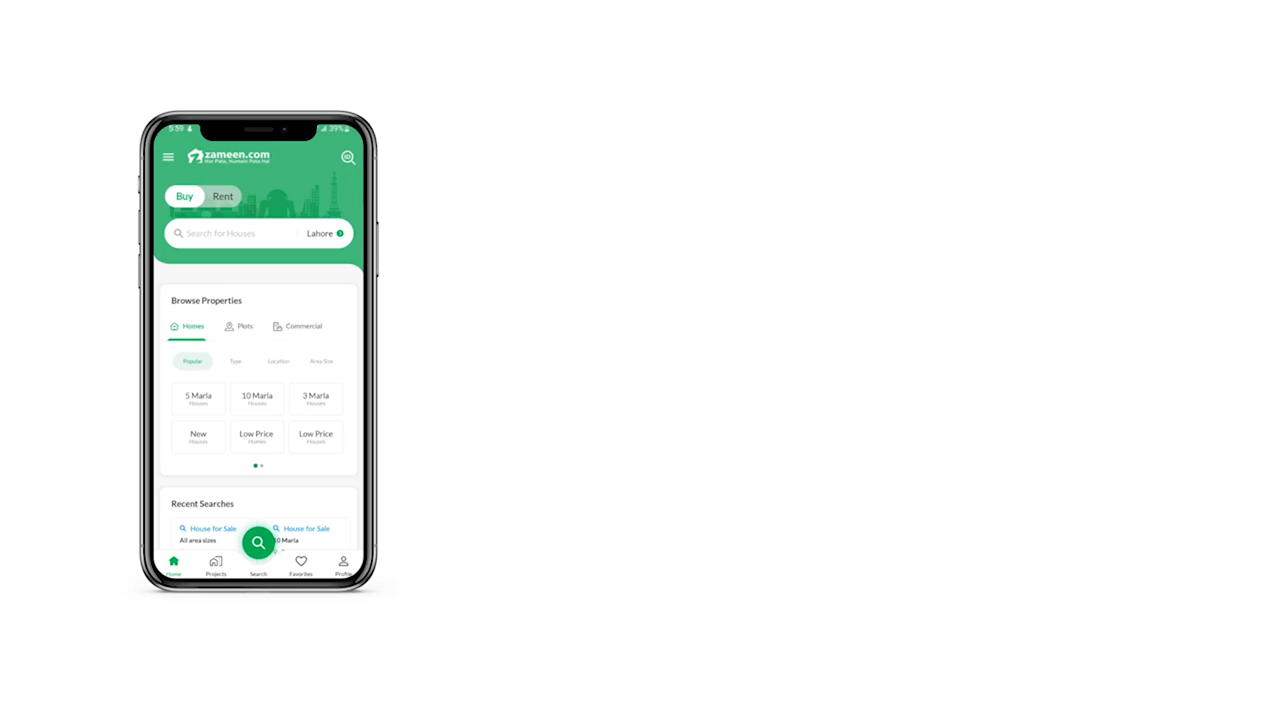 5:59 39%
zameen.com
Har Pata, Humein Pata Hai
Buy Rent
Search for Houses Lahore
Browse Properties
Homes Plots Commercial
Popular Type Location Area Size
5 Marla 10 Marla 3 Marla
Houses Houses Houses
New Low Price Low Price
Houses Homes Houses
Recent Searches
House for Sale House for Sale
All area sizes 10 Marla
Home Projects Search Favorites Profile